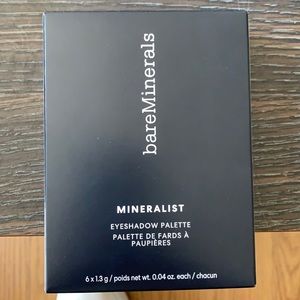 bareMinerals
MINERALIST
EYESHADOW PALETTE
PALETTE DE FARDS À
PAUPIÈRES
6 x 1.3 g / poids net wt. 0.04 oz. each / chacun